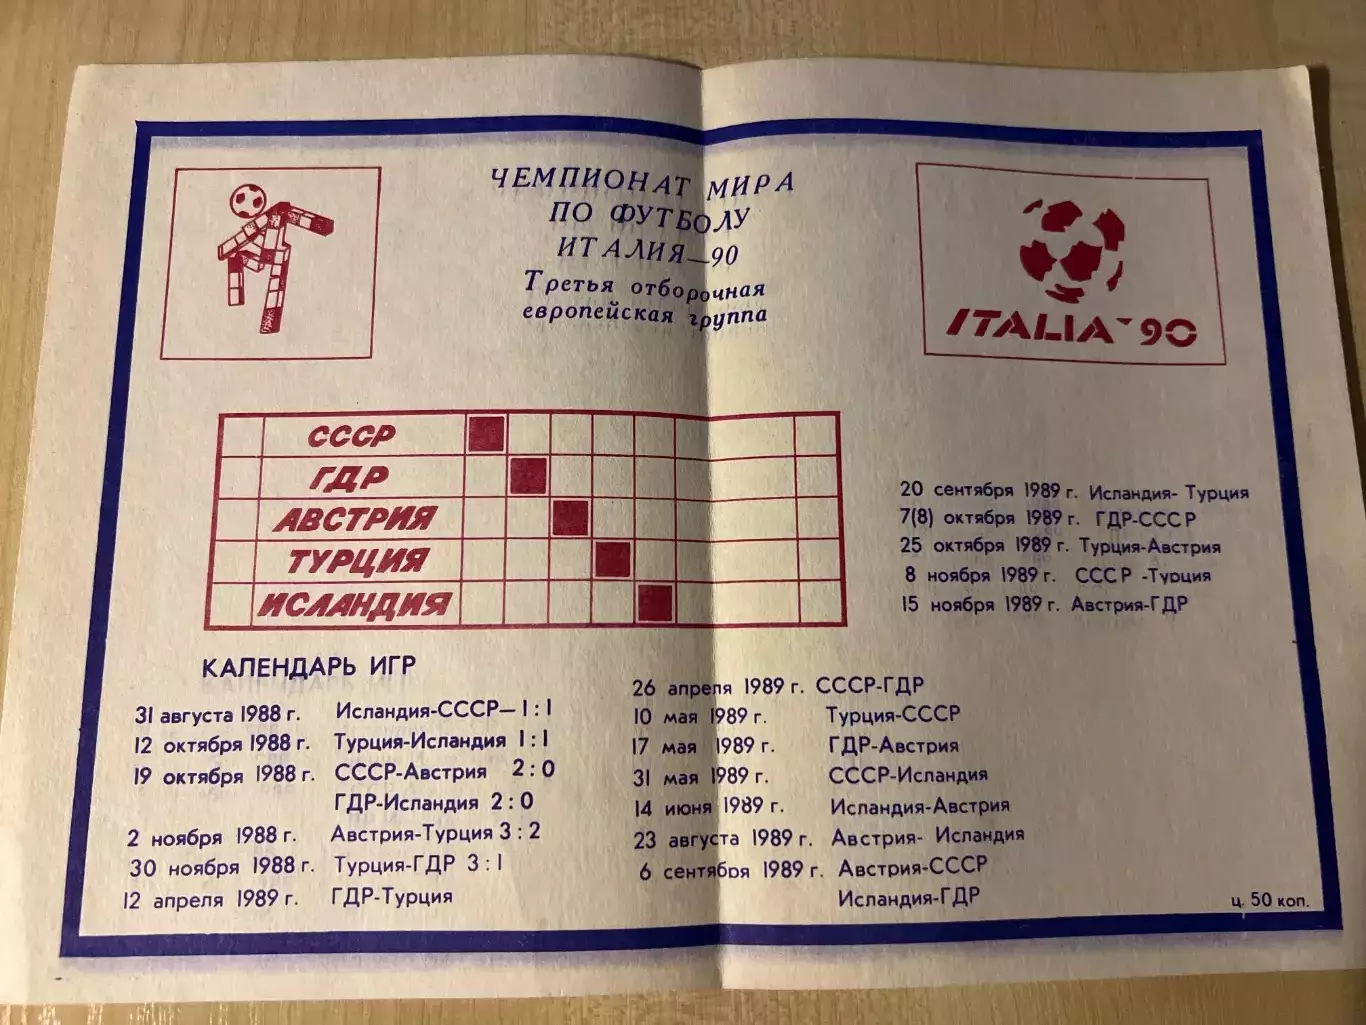 ЧЕМПИОНАТ МИРА
ПО ФУТБОЛУ
ИТАЛИЯ—90
Третья отборочная
европейская группа
ITALIA '90
СССР
ГДР
АВСТРИЯ
ТУРЦИЯ
ИСЛАНДИЯ
20 сентября 1989 г. Исландия- Турция
7(8) октября 1989 г. ГДР-СССР
25 октября 1989 г. Турция-Австрия
8 ноября 1989 г. СССР -Турция
15 ноября 1989 г. Австрия-ГДР
КАЛЕНДАРЬ ИГР
31 августа 1988 г. Исландия-СССР—1:1
12 октября 1988 г. Турция-Исландия 1:1
19 октября 1988 г. СССР-Австрия 2:0
ГДР-Исландия 2:0
2 ноября 1988 г. Австрия-Турция 3:2
30 ноября 1988 г. Турция-ГДР 3:1
12 апреля 1989 г. ГДР-Турция
26 апреля 1989 г. СССР-ГДР
10 мая 1989 г. Турция-СССР
17 мая 1989 г. ГДР-Австрия
31 мая 1989 г. СССР-Исландия
14 июня 1989 г. Исландия-Австрия
23 августа 1989 г. Австрия- Исландия
6 сентября 1989 г. Австрия-СССР
Исландия-ГДР
ц. 50 коп.